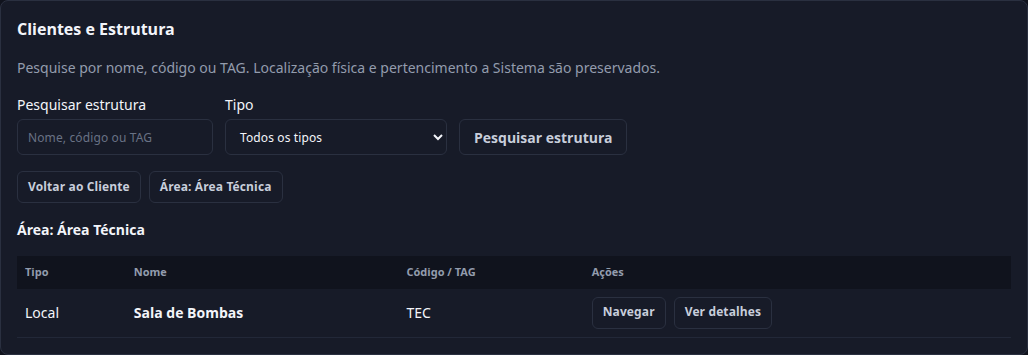 Clientes e Estrutura
Pesquise por nome, código ou TAG. Localização física e pertencimento a Sistema são preservados.
Pesquisar estrutura Tipo
Nome, código ou TAG Todos os tipos Pesquisar estrutura
Voltar ao Cliente Área: Área Técnica
Área: Área Técnica
Tipo Nome Código / TAG Ações
Local Sala de Bombas TEC Navegar Ver detalhes